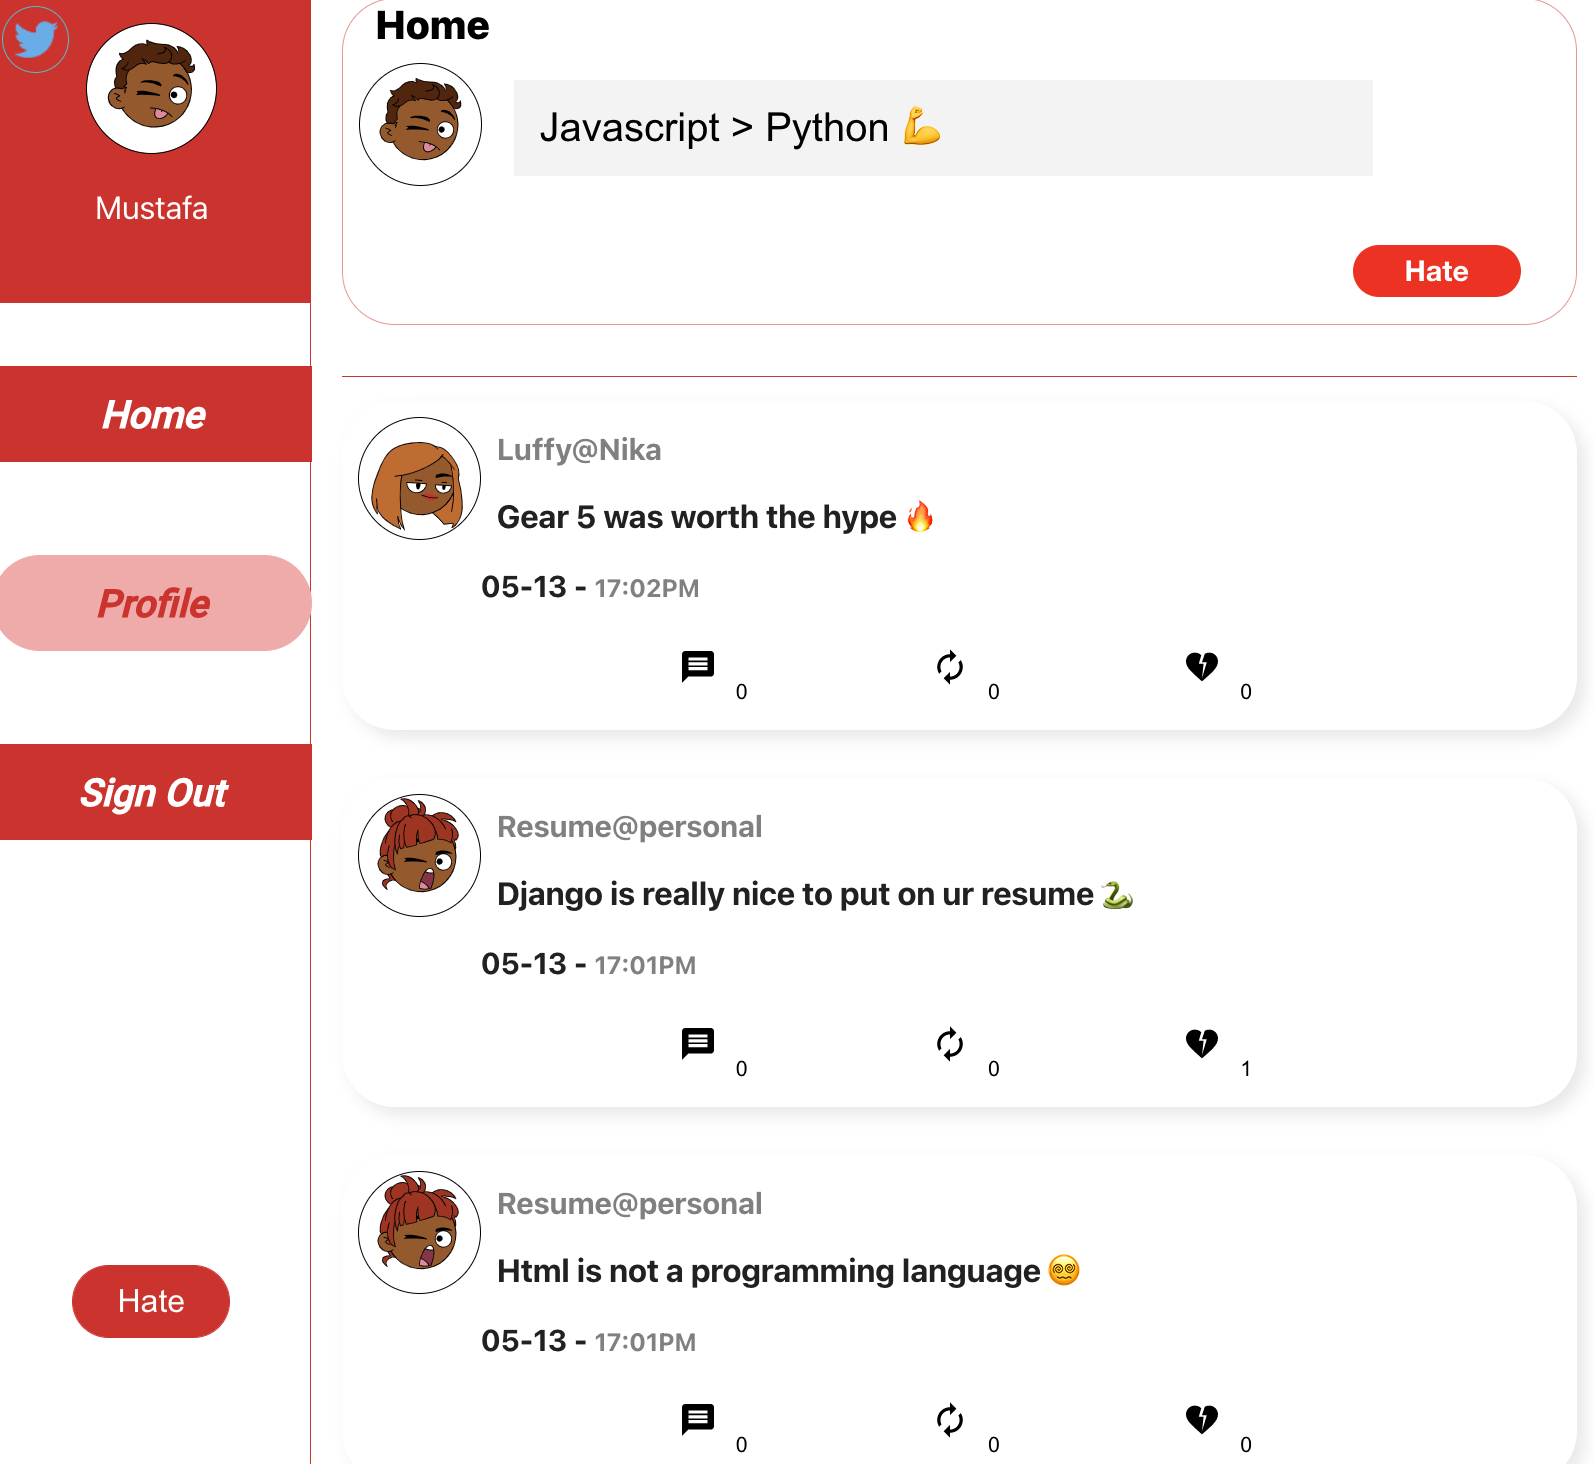 Mustafa
Home
Profile
Sign Out
Hate
Home
Javascript > Python 💪
Hate
Luffy@Nika
Gear 5 was worth the hype 🔥
05-13 - 17:02PM
0 0 0
Resume@personal
Django is really nice to put on ur resume 🐍
05-13 - 17:01PM
0 0 1
Resume@personal
Html is not a programming language 😵‍💫
05-13 - 17:01PM
0 0 0